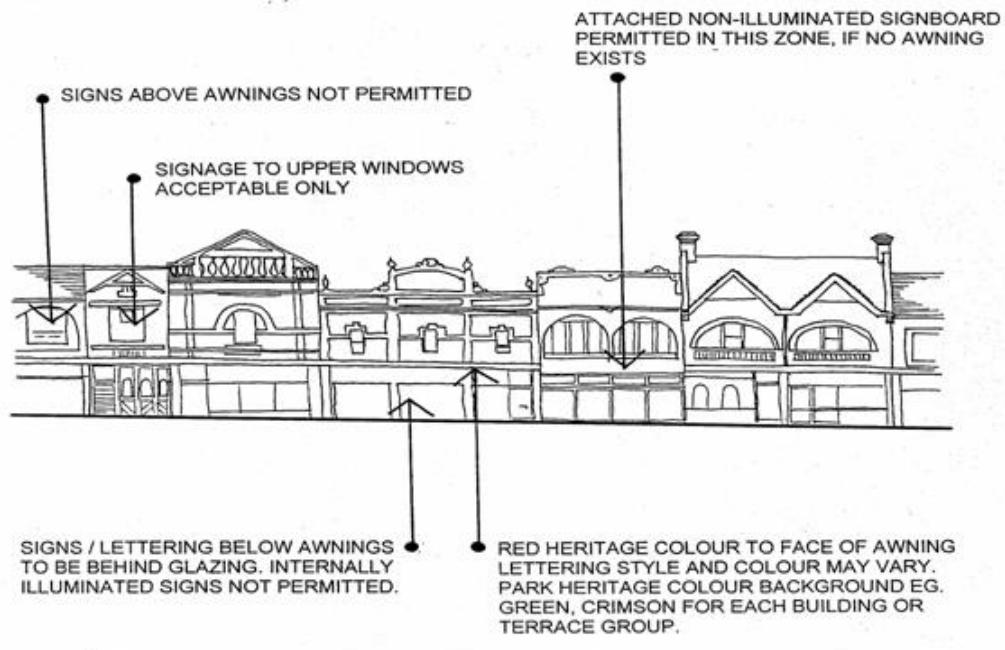 ATTACHED NON-ILLUMINATED SIGNBOARD
PERMITTED IN THIS ZONE, IF NO AWNING
EXISTS
SIGNS ABOVE AWNINGS NOT PERMITTED
SIGNAGE TO UPPER WINDOWS
ACCEPTABLE ONLY
SIGNS / LETTERING BELOW AWNINGS
TO BE BEHIND GLAZING. INTERNALLY
ILLUMINATED SIGNS NOT PERMITTED.
RED HERITAGE COLOUR TO FACE OF AWNING
LETTERING STYLE AND COLOUR MAY VARY.
PARK HERITAGE COLOUR BACKGROUND EG.
GREEN, CRIMSON FOR EACH BUILDING OR
TERRACE GROUP.